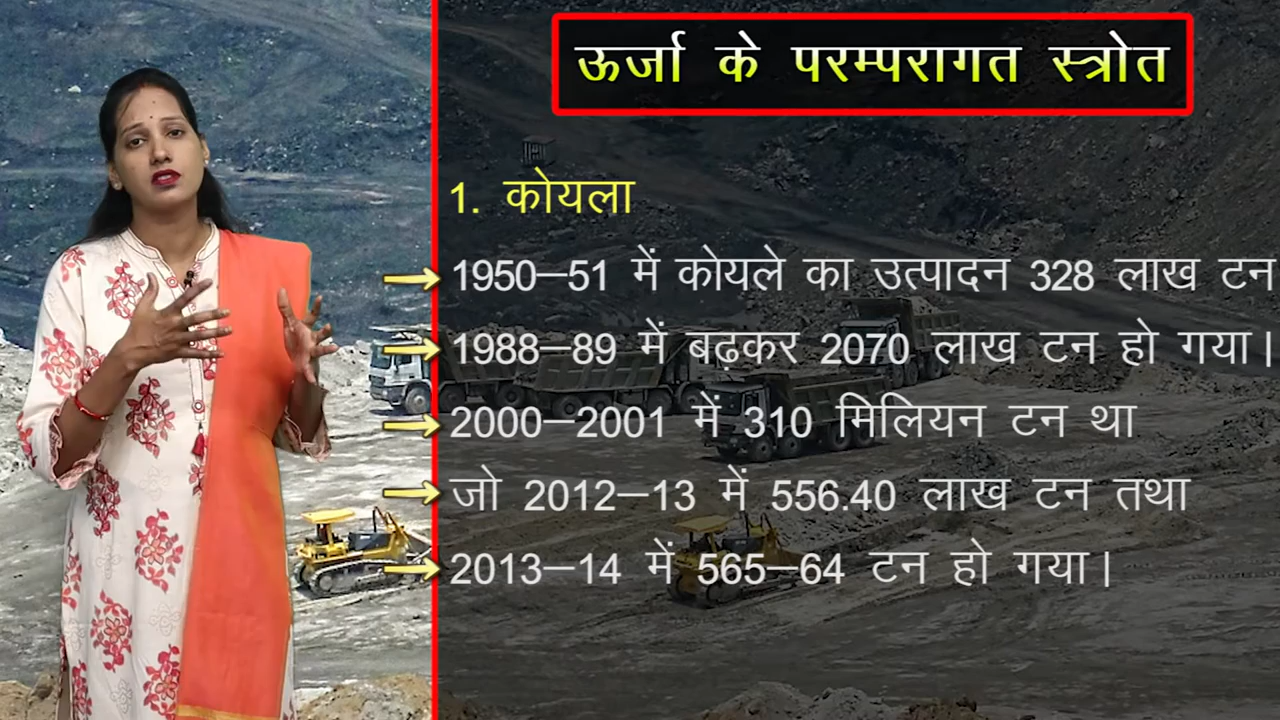 ऊर्जा के परम्परागत स्त्रोत
1. कोयला
1950–51 में कोयले का उत्पादन 328 लाख टन
1988–89 में बढ़कर 2070 लाख टन हो गया।
2000–2001 में 310 मिलियन टन था
जो 2012–13 में 556.40 लाख टन तथा
2013–14 में 565–64 टन हो गया।